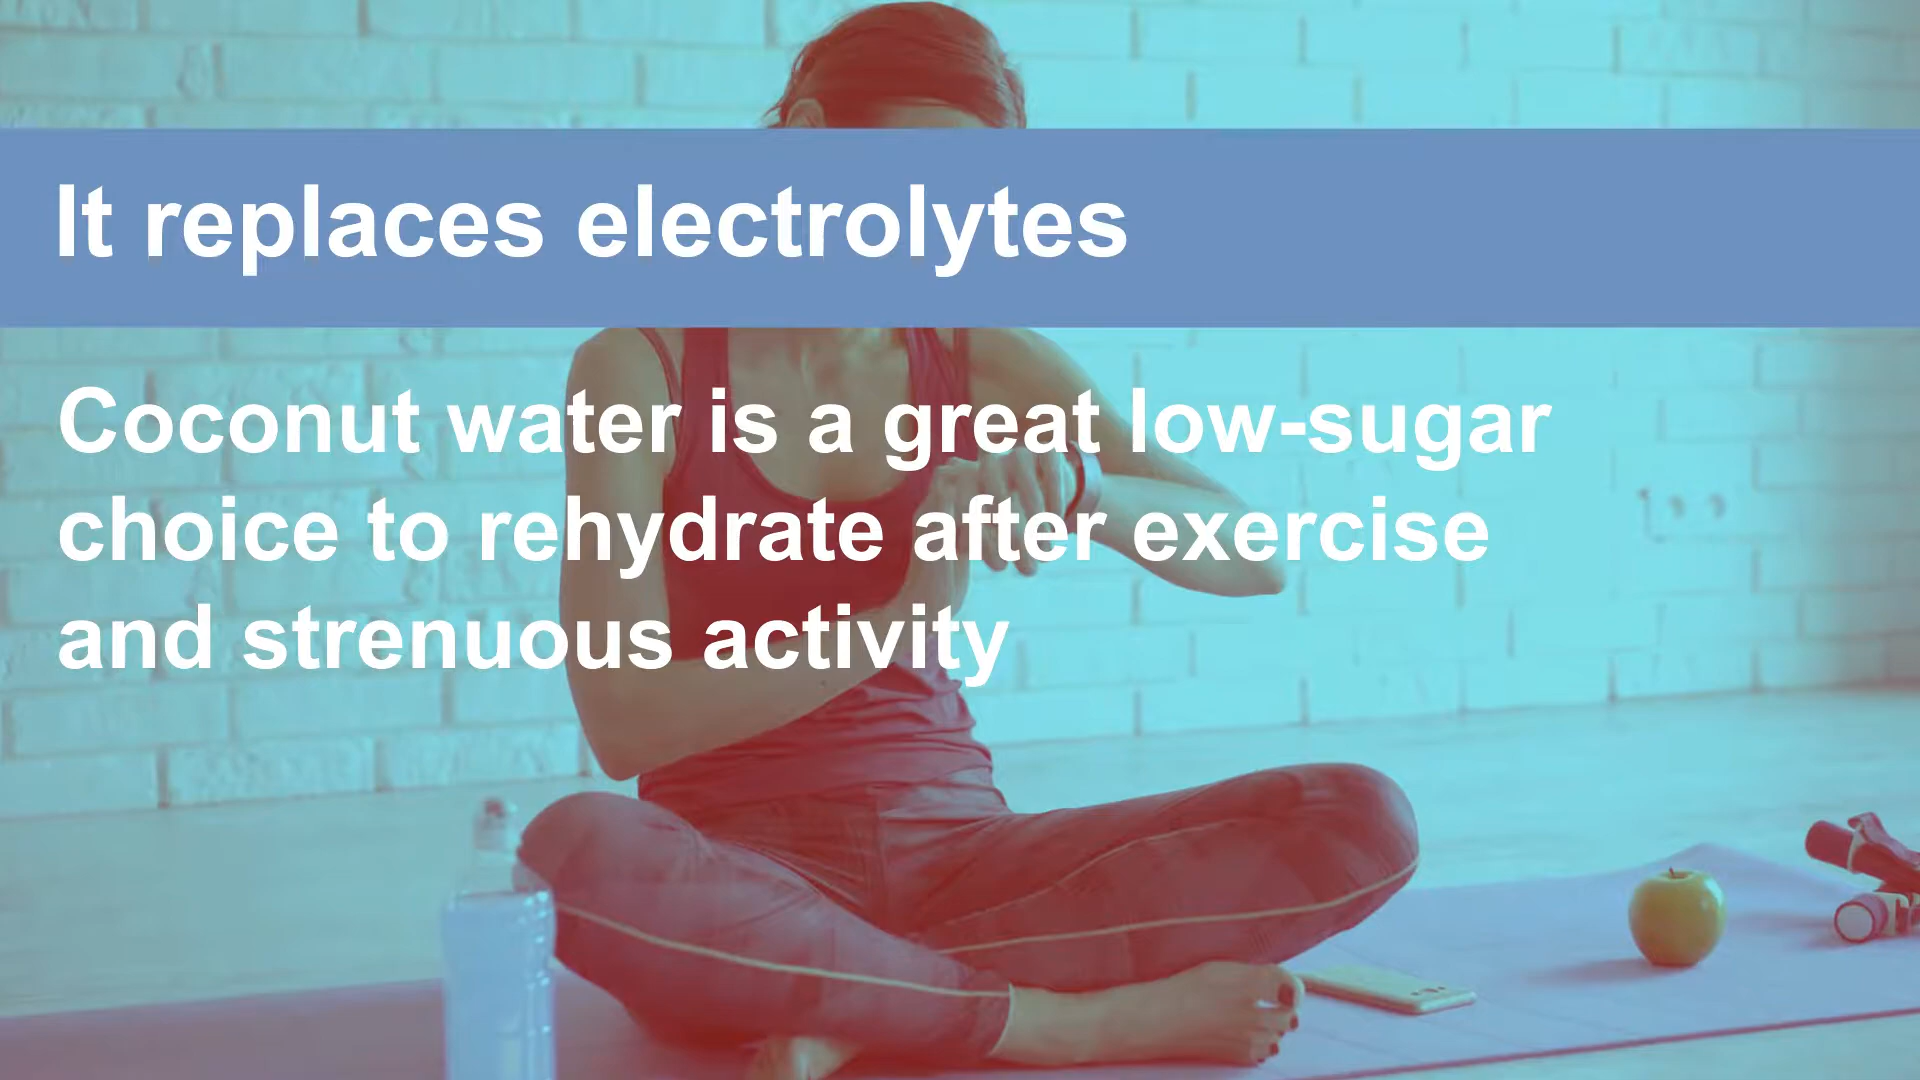 It replaces electrolytes
Coconut water is a great low-sugar
choice to rehydrate after exercise
and strenuous activity